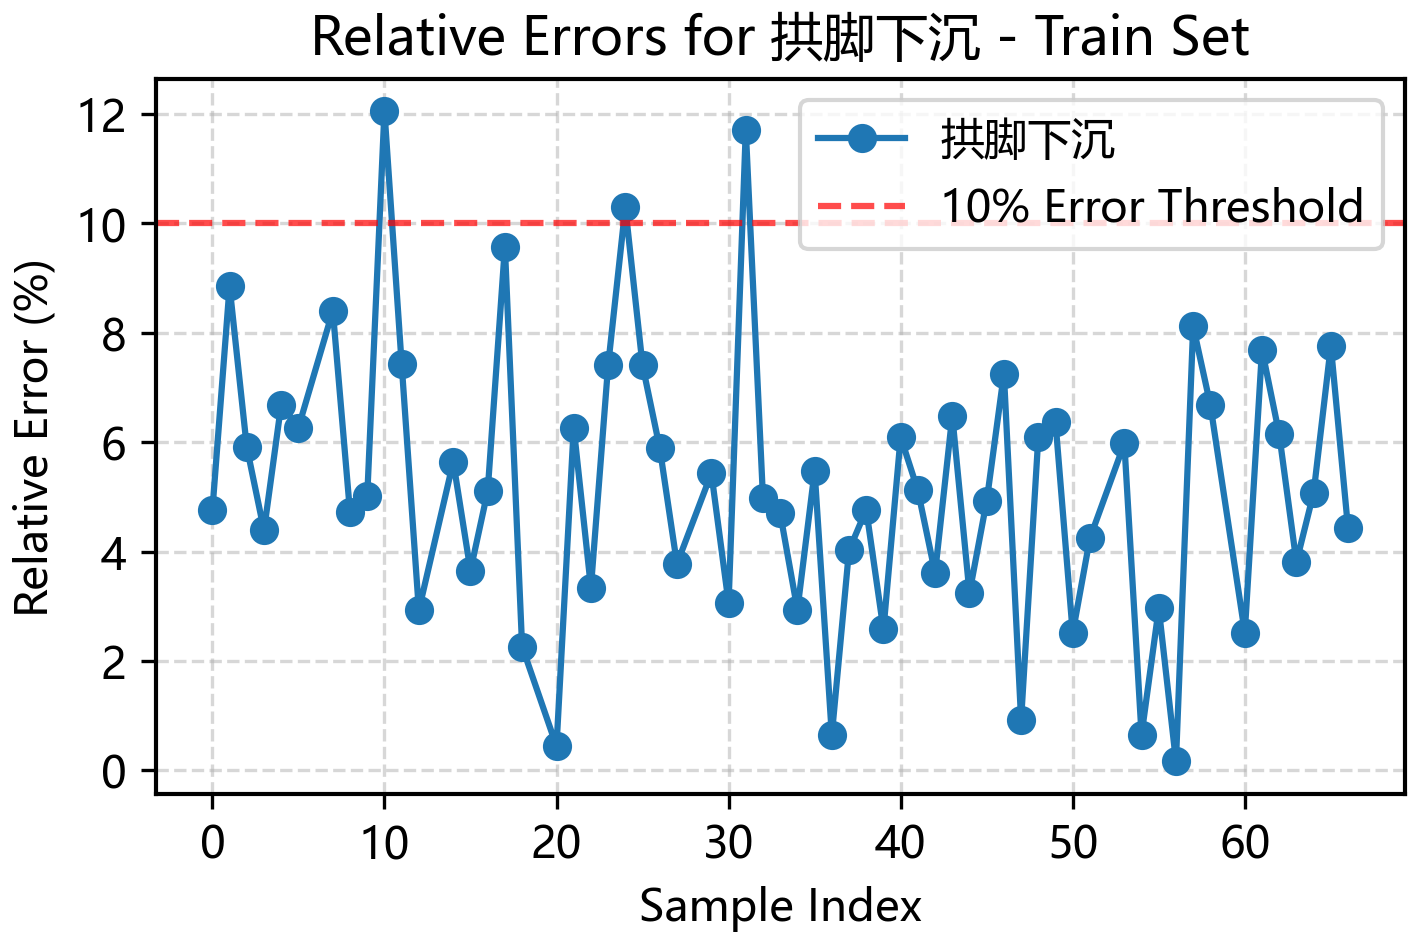 Relative Errors for 拱脚下沉 - Train Set
拱脚下沉
10% Error Threshold
Relative Error (%)
12
10
8
6
4
2
0
0 10 20 30 40 50 60
Sample Index